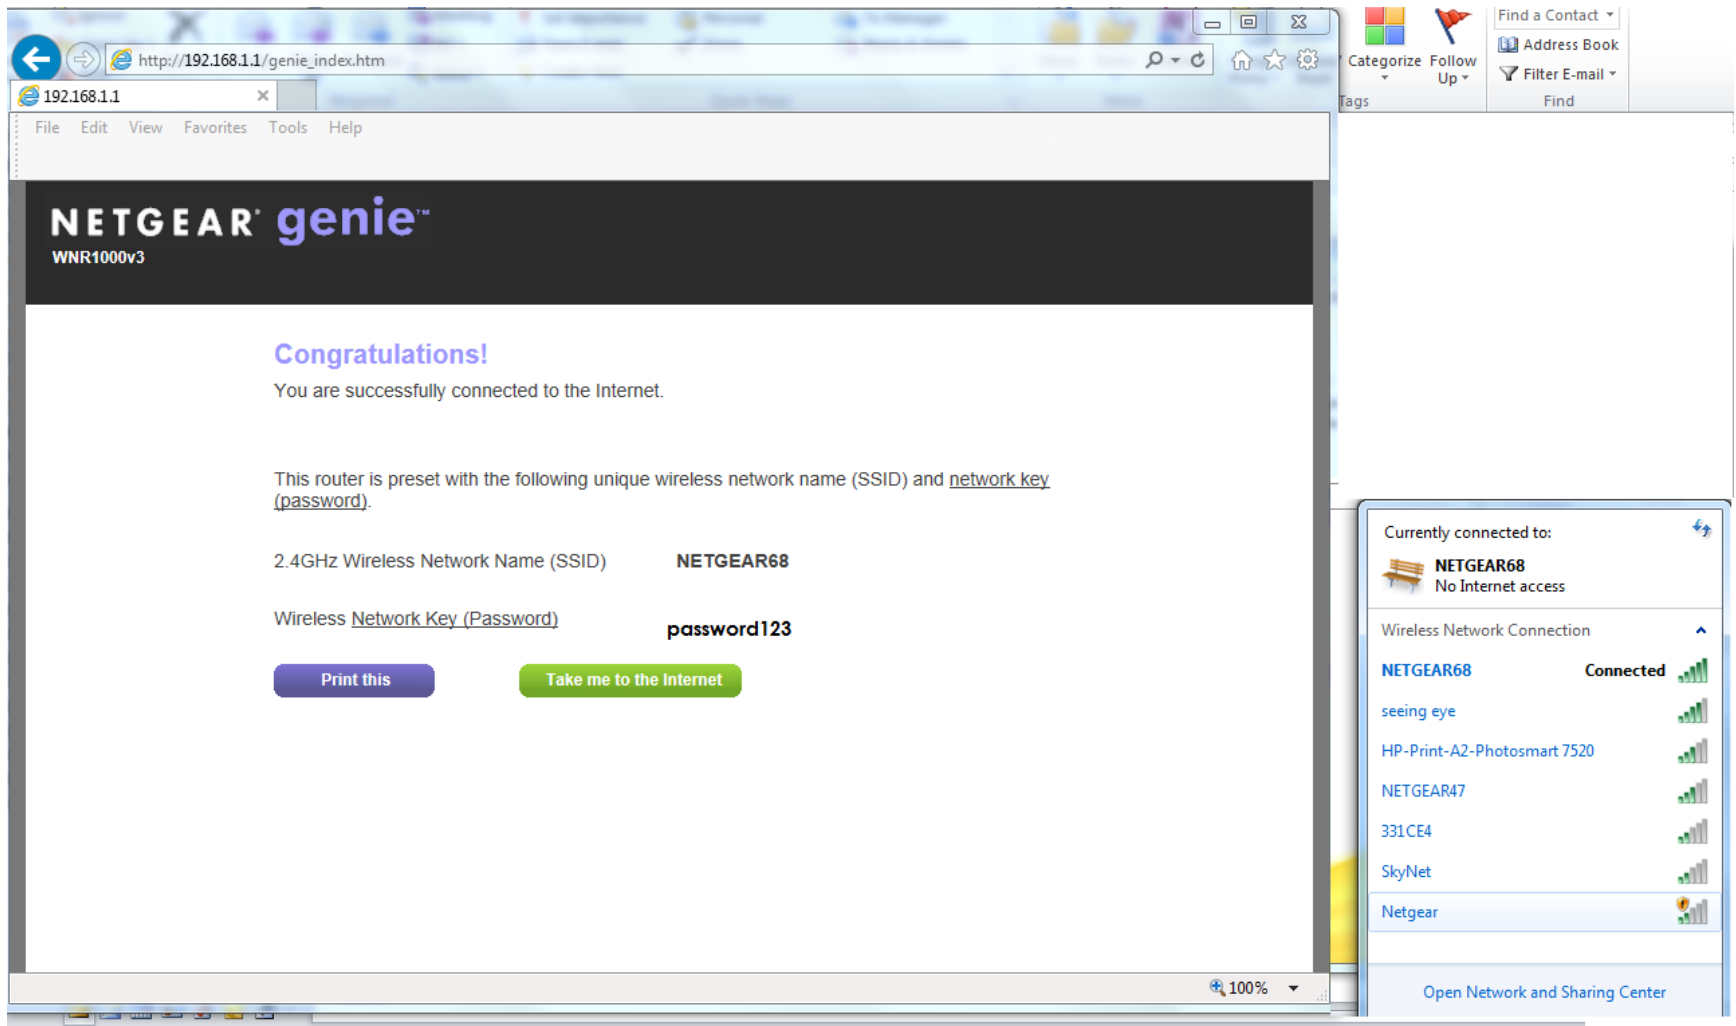 http://192.168.1.1/genie_index.htm
192.168.1.1
File Edit View Favorites Tools Help
NETGEAR® genie™
WNR1000v3
Congratulations!
You are successfully connected to the Internet.
This router is preset with the following unique wireless network name (SSID) and network key
(password).
2.4GHz Wireless Network Name (SSID) NETGEAR68
Wireless Network Key (Password) password123
Print this Take me to the Internet
100%
Find a Contact
Categorize Follow Up
Address Book
Filter E-mail
Tags Find
Currently connected to:
NETGEAR68
No Internet access
Wireless Network Connection
NETGEAR68 Connected
seeing eye
HP-Print-A2-Photosmart 7520
NETGEAR47
331CE4
SkyNet
Netgear
Open Network and Sharing Center